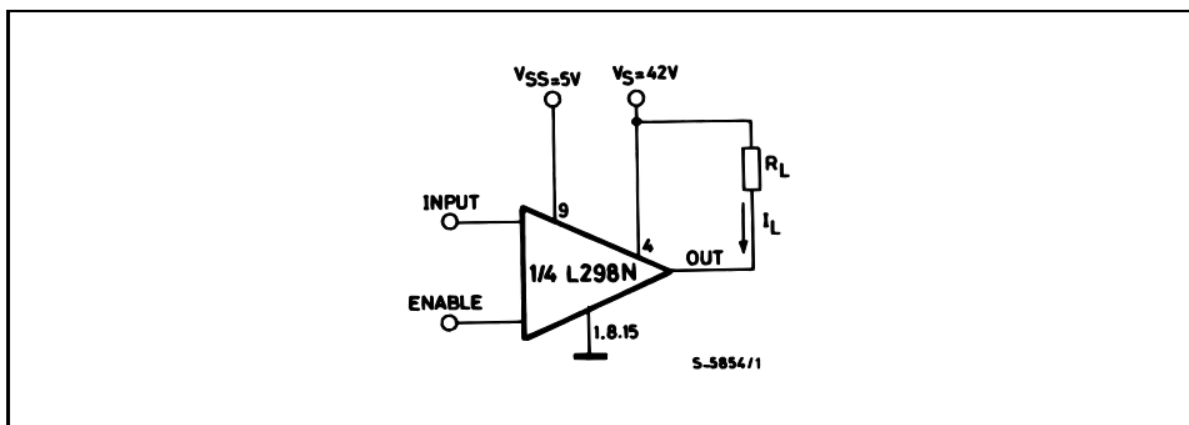 VSS=5V
VS=42V
RL
INPUT
9
IL
4
OUT
1/4 L298N
ENABLE
1.8.15
S-5854/1